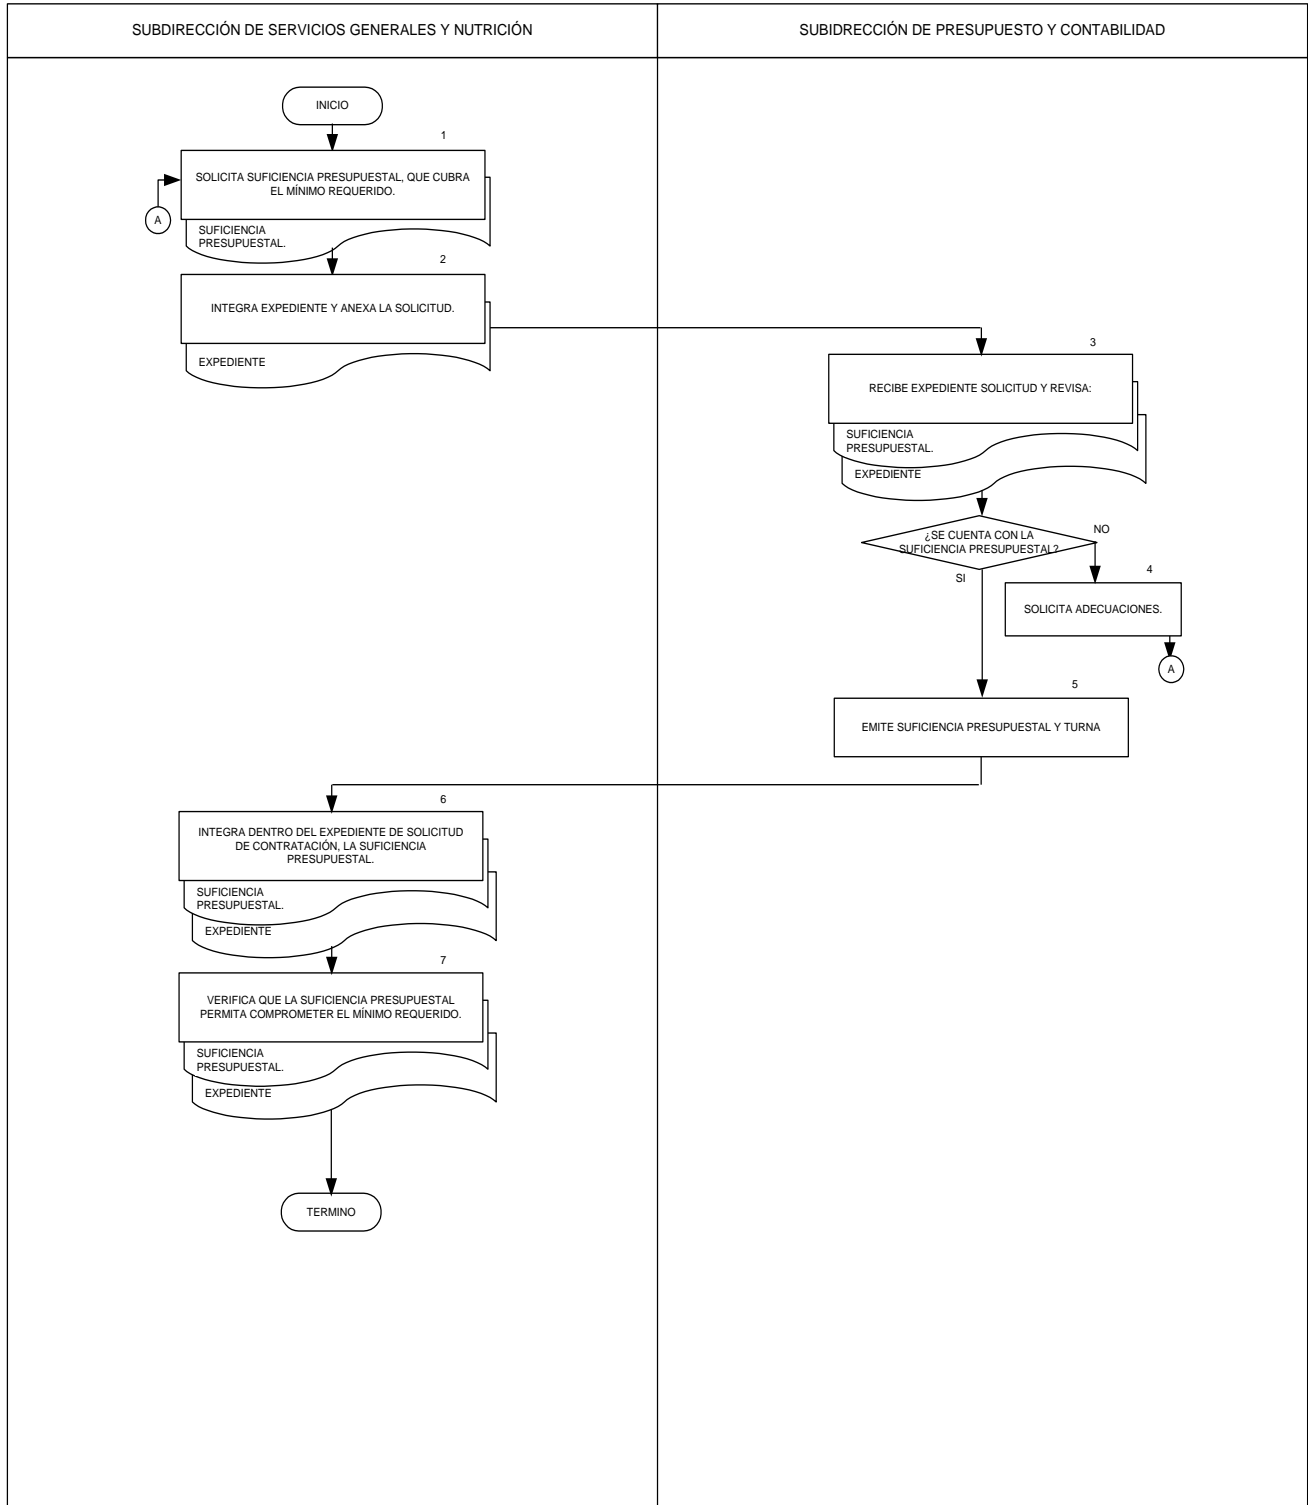 SUBDIRECCIÓN DE SERVICIOS GENERALES Y NUTRICIÓN
SUBIDRECCIÓN DE PRESUPUESTO Y CONTABILIDAD
INICIO
1
SOLICITA SUFICIENCIA PRESUPUESTAL, QUE CUBRA
EL MÍNIMO REQUERIDO.
A
SUFICIENCIA
PRESUPUESTAL.
2
INTEGRA EXPEDIENTE Y ANEXA LA SOLICITUD.
EXPEDIENTE
3
RECIBE EXPEDIENTE SOLICITUD Y REVISA:
SUFICIENCIA
PRESUPUESTAL.
EXPEDIENTE
¿SE CUENTA CON LA
SUFICIENCIA PRESUPUESTAL?
NO
SI
4
SOLICITA ADECUACIONES.
A
5
EMITE SUFICIENCIA PRESUPUESTAL Y TURNA
6
INTEGRA DENTRO DEL EXPEDIENTE DE SOLICITUD
DE CONTRATACIÓN, LA SUFICIENCIA
PRESUPUESTAL.
SUFICIENCIA
PRESUPUESTAL.
EXPEDIENTE
7
VERIFICA QUE LA SUFICIENCIA PRESUPUESTAL
PERMITA COMPROMETER EL MÍNIMO REQUERIDO.
SUFICIENCIA
PRESUPUESTAL.
EXPEDIENTE
TERMINO